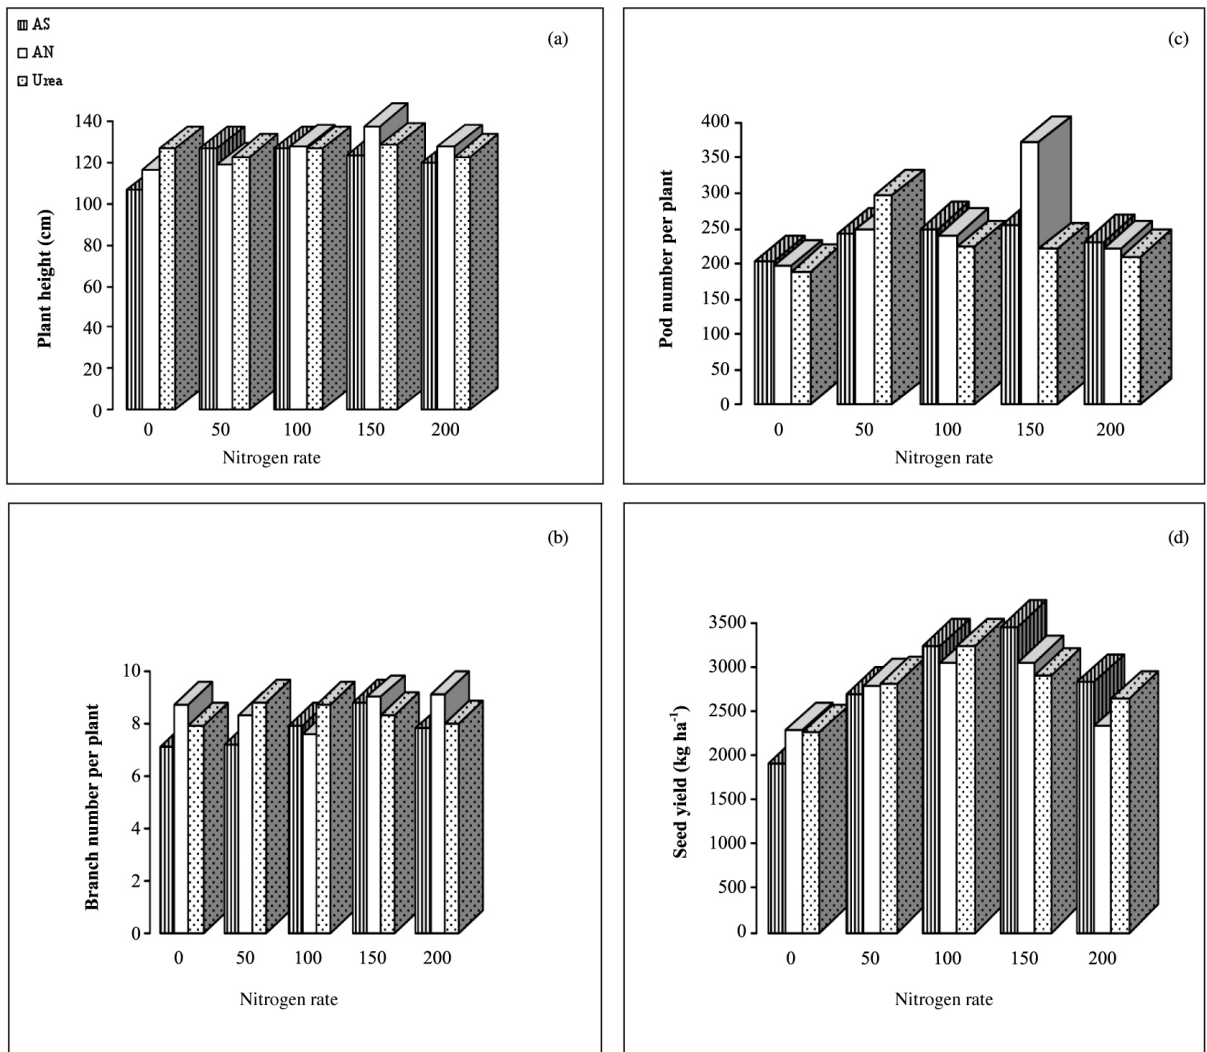 AS
AN
Urea
(a)
140
120
100
80
60
40
20
0
Plant height (cm)
0 50 100 150 200
Nitrogen rate
(c)
400
350
300
250
200
150
100
50
0
Pod number per plant
0 50 100 150 200
Nitrogen rate
(b)
10
8
6
4
2
0
Branch number per plant
0 50 100 150 200
Nitrogen rate
(d)
3500
3000
2500
2000
1500
1000
500
0
Seed yield (kg ha⁻¹)
0 50 100 150 200
Nitrogen rate